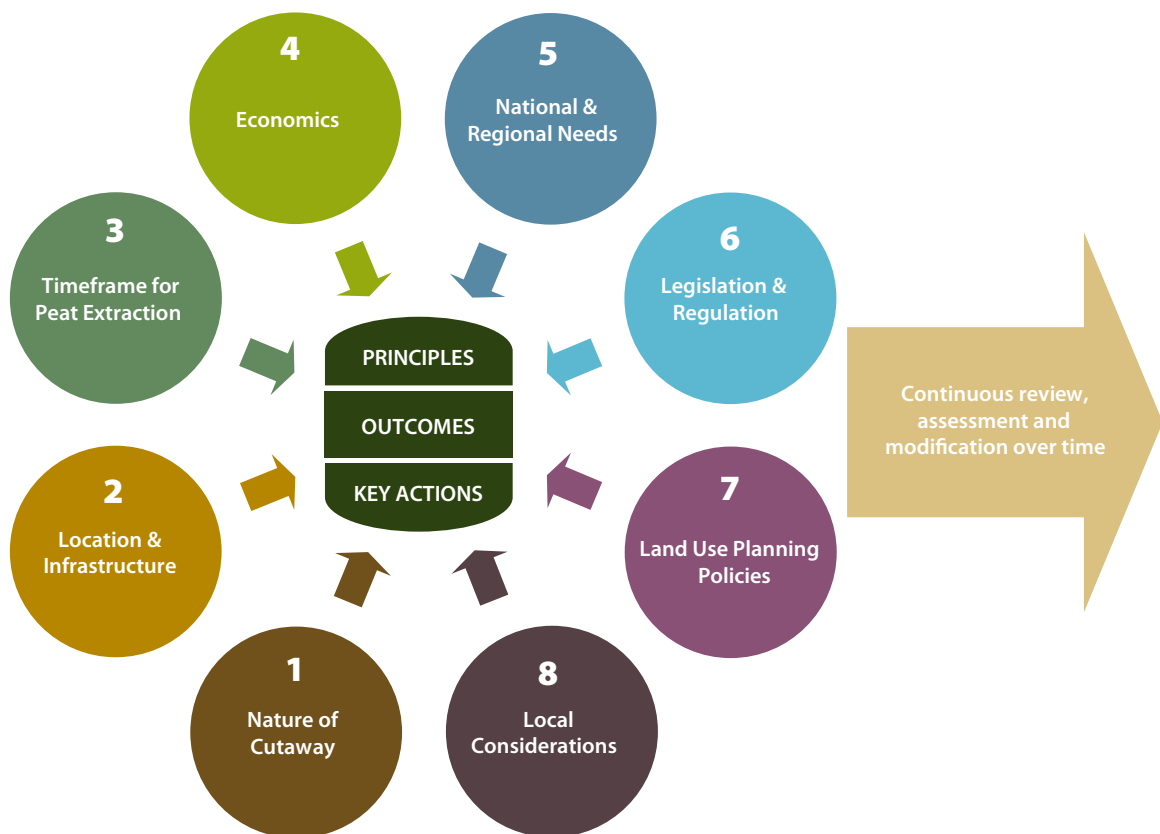 4
Economics
5
National &
Regional Needs
3
Timeframe for
Peat Extraction
6
Legislation &
Regulation
PRINCIPLES
OUTCOMES
KEY ACTIONS
Continuous review,
assessment and
modification over time
2
Location &
Infrastructure
7
Land Use Planning
Policies
1
Nature of
Cutaway
8
Local
Considerations